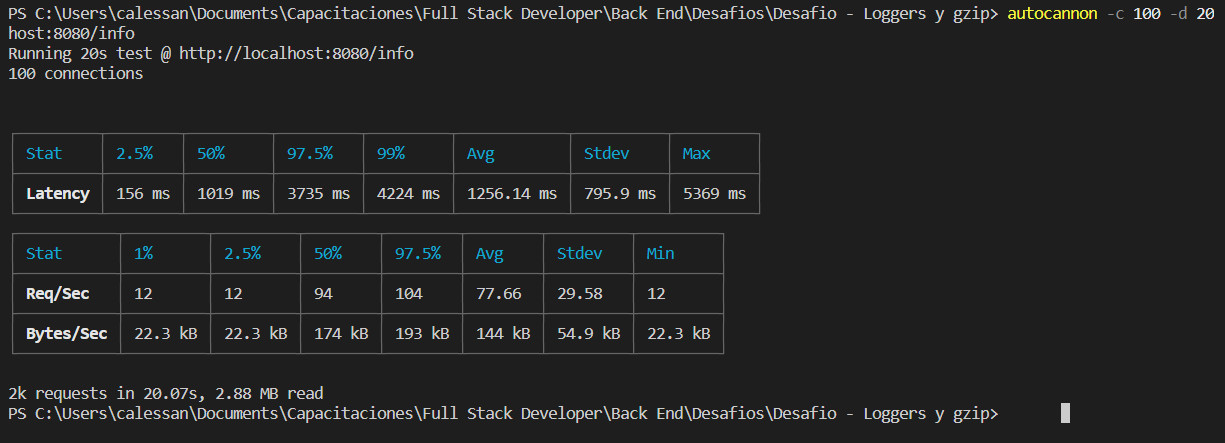 PS C:\Users\calessan\Documents\Capacitaciones\Full Stack Developer\Back End\Desafios\Desafio - Loggers y gzip> autocannon -c 100 -d 20
host:8080/info
Running 20s test @ http://localhost:8080/info
100 connections
Stat 2.5% 50% 97.5% 99% Avg Stdev Max
Latency 156 ms 1019 ms 3735 ms 4224 ms 1256.14 ms 795.9 ms 5369 ms
Stat 1% 2.5% 50% 97.5% Avg Stdev Min
Req/Sec 12 12 94 104 77.66 29.58 12
Bytes/Sec 22.3 kB 22.3 kB 174 kB 193 kB 144 kB 54.9 kB 22.3 kB
2k requests in 20.07s, 2.88 MB read
PS C:\Users\calessan\Documents\Capacitaciones\Full Stack Developer\Back End\Desafios\Desafio - Loggers y gzip>